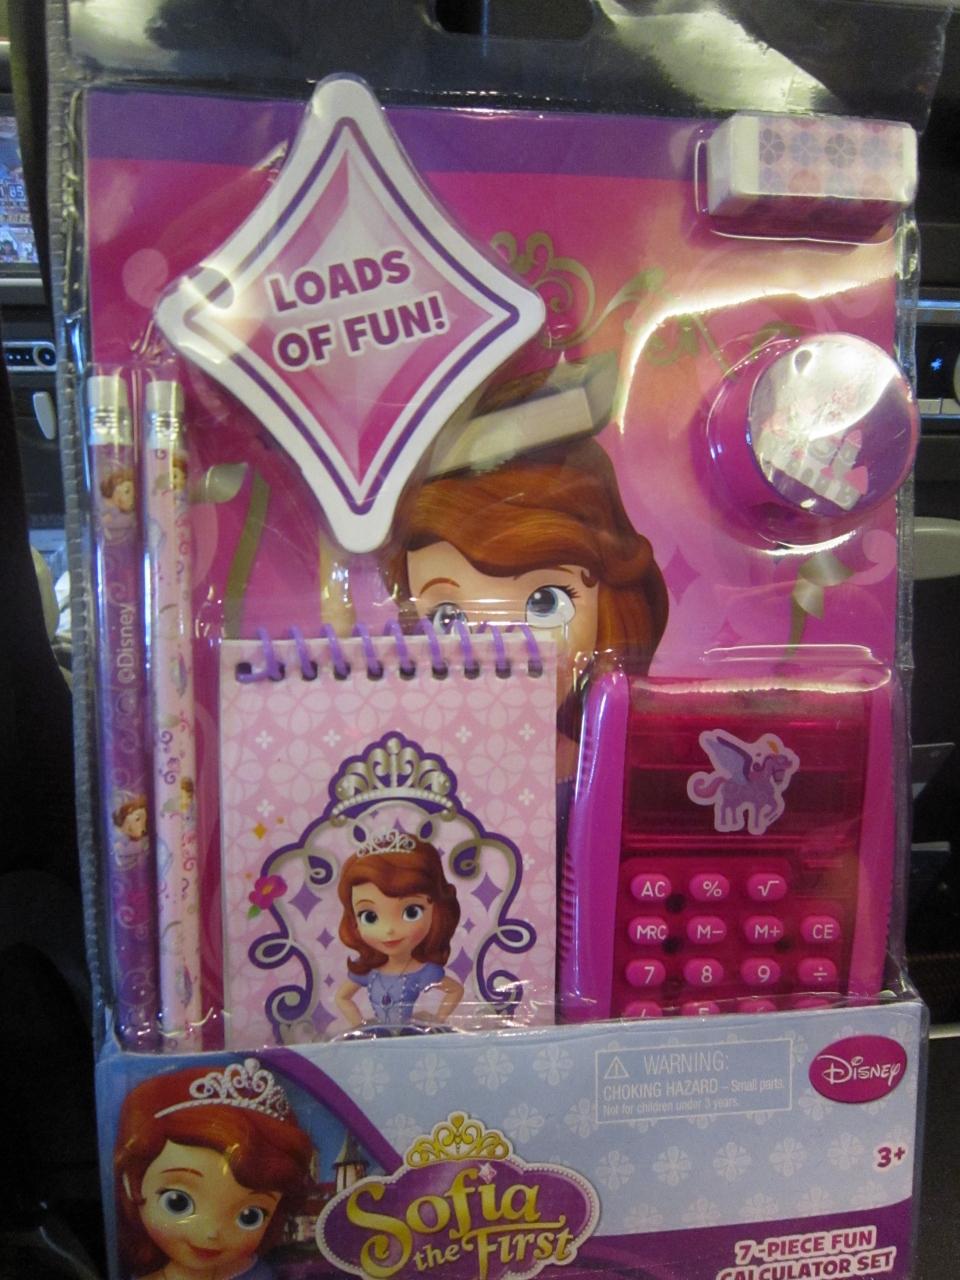 LOADS
OF FUN!
©Disney
AC % √
MRC M- M+ CE
7 8 9 ÷
WARNING:
CHOKING HAZARD – Small parts.
Not for children under 3 years.
Disney
3+
Sofia
the First
7-PIECE FUN
CALCULATOR SET